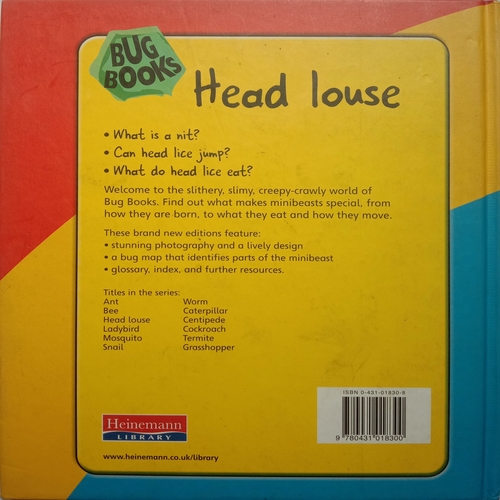 BUG
BOOKS
Head louse
• What is a nit?
• Can head lice jump?
• What do head lice eat?
Welcome to the slithery, slimy, creepy-crawly world of
Bug Books. Find out what makes minibeasts special, from
how they are born, to what they eat and how they move.
These brand new editions feature:
• stunning photography and a lively design
• a bug map that identifies parts of the minibeast
• glossary, index, and further resources.
Titles in the series:
Ant Worm
Bee Caterpillar
Head louse Centipede
Ladybird Cockroach
Mosquito Termite
Snail Grasshopper
ISBN 0-431-01830-8
9 780431 018300
Heinemann
LIBRARY
www.heinemann.co.uk/library